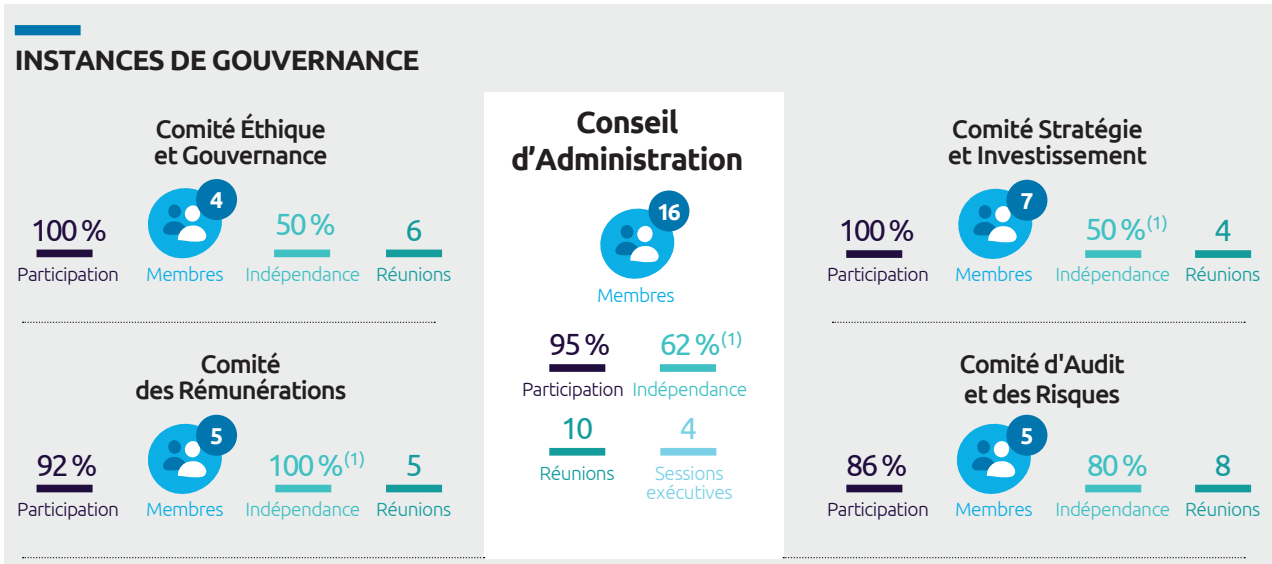 INSTANCES DE GOUVERNANCE
Comité Éthique
et Gouvernance
4
100 %
50 %
6
Participation
Membres
Indépendance
Réunions
Comité
des Rémunérations
5
92 %
100 %(1)
5
Participation
Membres
Indépendance
Réunions
Conseil
d’Administration
16
Membres
95 %
62 %(1)
Participation
Indépendance
10
4
Réunions
Sessions
exécutives
Comité Stratégie
et Investissement
7
100 %
50 %(1)
4
Participation
Membres
Indépendance
Réunions
Comité d'Audit
et des Risques
5
86 %
80 %
8
Participation
Membres
Indépendance
Réunions